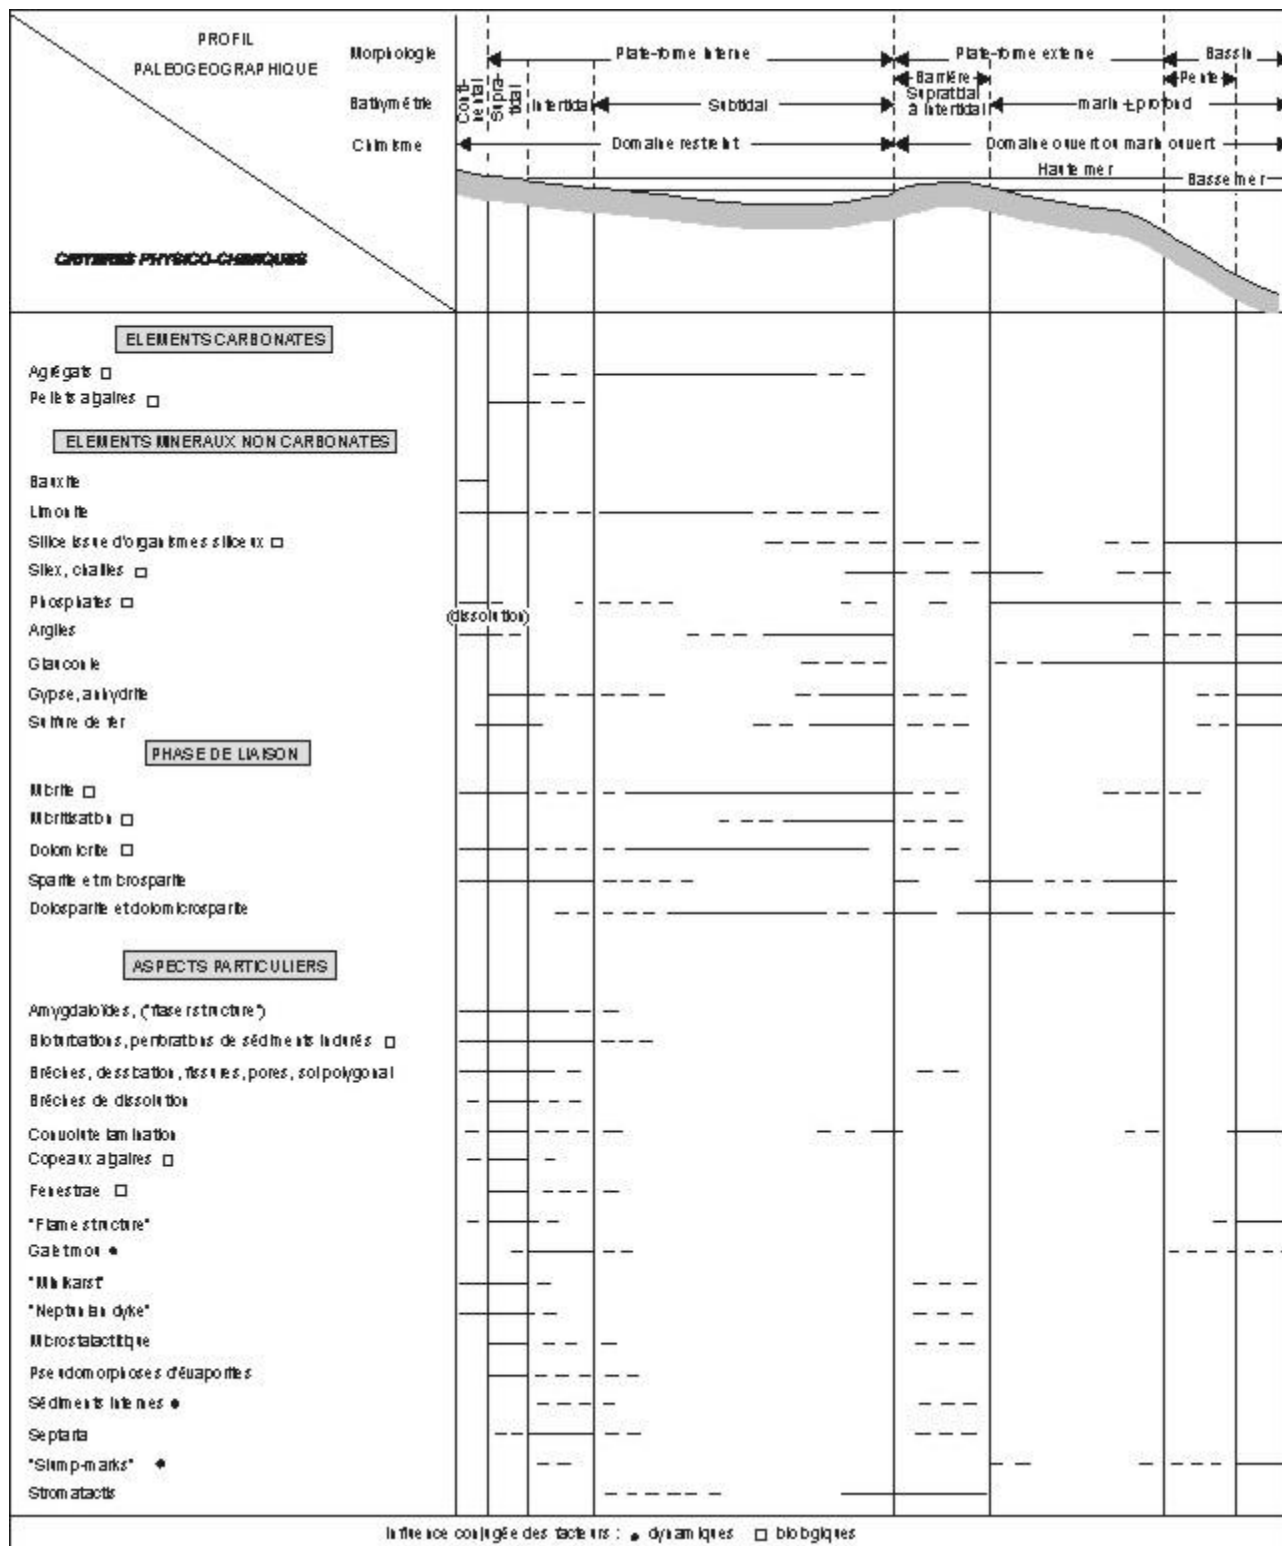 PROFIL
PALEOGEOGRAPHIQUE
Morphologie
Plate-forme interne
Plate-forme externe
Bassin
Barrière
Pente
Bathymétrie
Conti-
nental
Supra-
tidal
Intertidal
Subtidal
Supratidal
à Intertidal
marin ± profond
Chimisme
Domaine restreint
Domaine ouvert ou marin ouvert
Haute mer
Basse mer
CRITERES PHYSICO-CHIMIQUES
ELEMENTS CARBONATES
Agrégats □
Pellets algaires □
ELEMENTS MINERAUX NON CARBONATES
Bauxite
Limonite
Silice issue d'organismes siliceux □
Silex, chailles □
Phosphates □
(dissolution)
Argiles
Glauconie
Gypse, anhydrite
Sulfure de fer
PHASE DE LIAISON
Micrite □
Micritisation □
Dolomicrite □
Sparite et microsparite
Dolosparite et dolomicrosparite
ASPECTS PARTICULIERS
Amygdaloïdes, ("flaser structure")
Bioturbations, perforations de sédiments indurés □
Brèches, dessication, fissures, pores, sol polygonal
Brèches de dissolution
Convolute lamination
Copeaux algaires □
Fenestrae □
"Flame structure"
Galet mou ●
"Minikarst"
"Neptunian dyke"
Microstalactitique
Pseudomorphoses d'évaporites
Sédiments internes ●
Septaria
"Slump-marks" ●
Stromatactis
Influence conjugée des facteurs : ● dynamiques □ biologiques